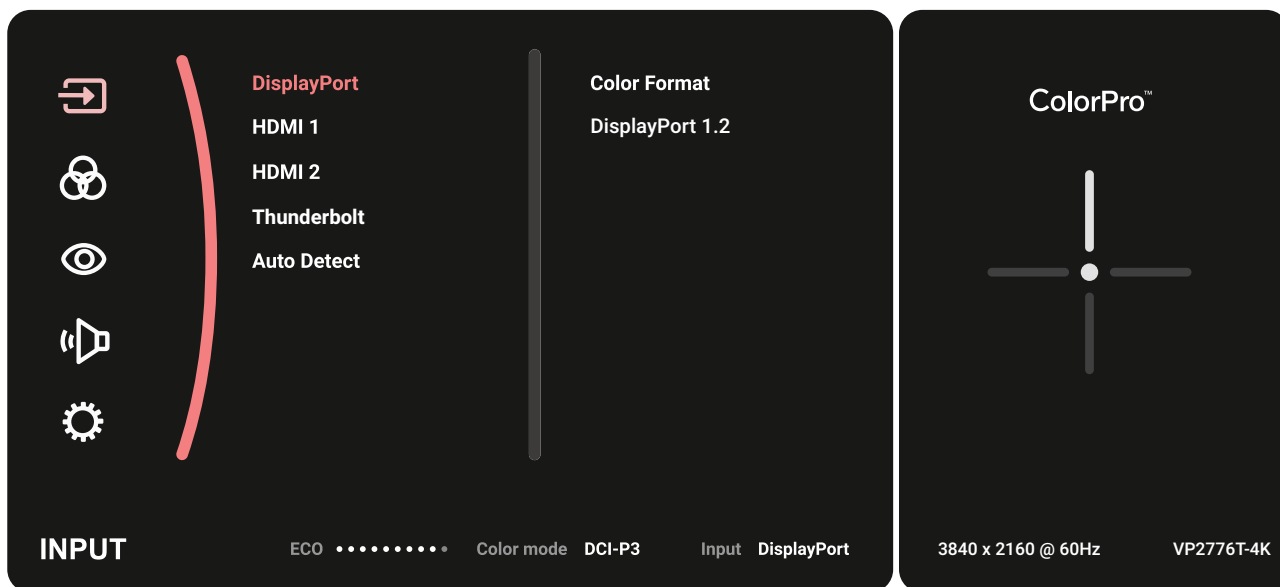 DisplayPort
HDMI 1
HDMI 2
Thunderbolt
Auto Detect
Color Format
DisplayPort 1.2
ColorPro™
INPUT
ECO
Color mode DCI-P3
Input DisplayPort
3840 x 2160 @ 60Hz
VP2776T-4K